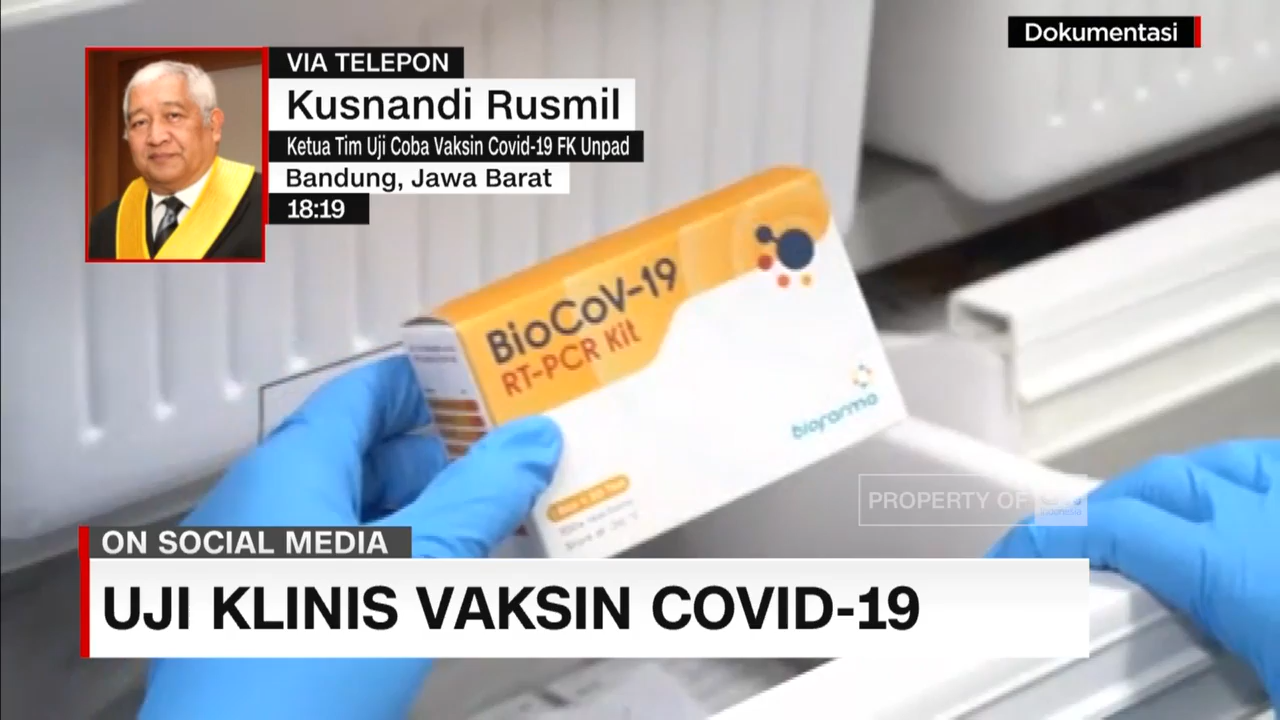 Dokumentasi
VIA TELEPON
Kusnandi Rusmil
Ketua Tim Uji Coba Vaksin Covid-19 FK Unpad
Bandung, Jawa Barat
18:19
BioCoV-19
RT-PCR Kit
biofarma
PROPERTY OF
Indonesia
ON SOCIAL MEDIA
UJI KLINIS VAKSIN COVID-19